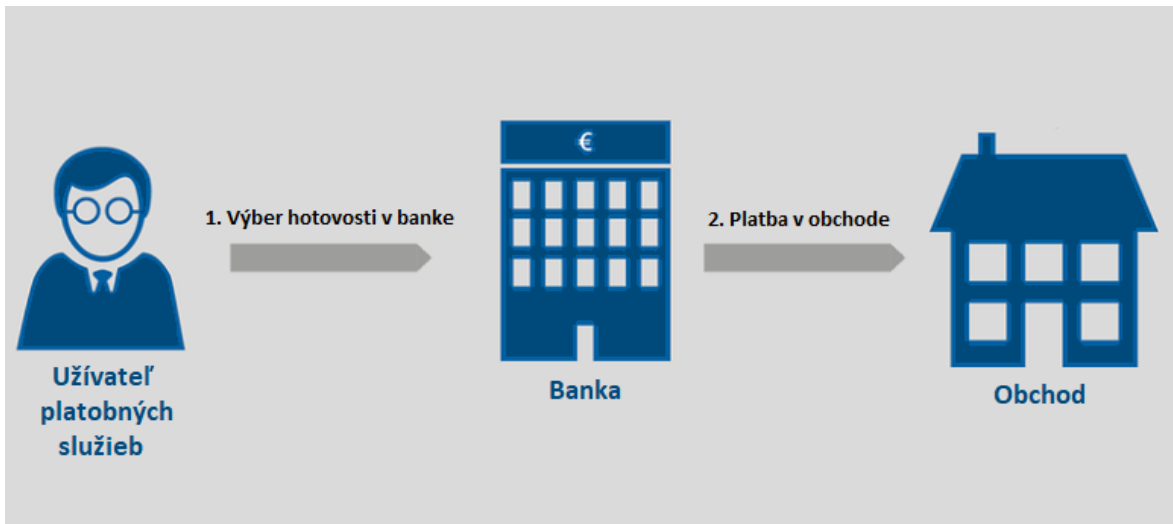 €
1. Výber hotovosti v banke
2. Platba v obchode
Užívateľ
platobných
služieb
Banka
Obchod